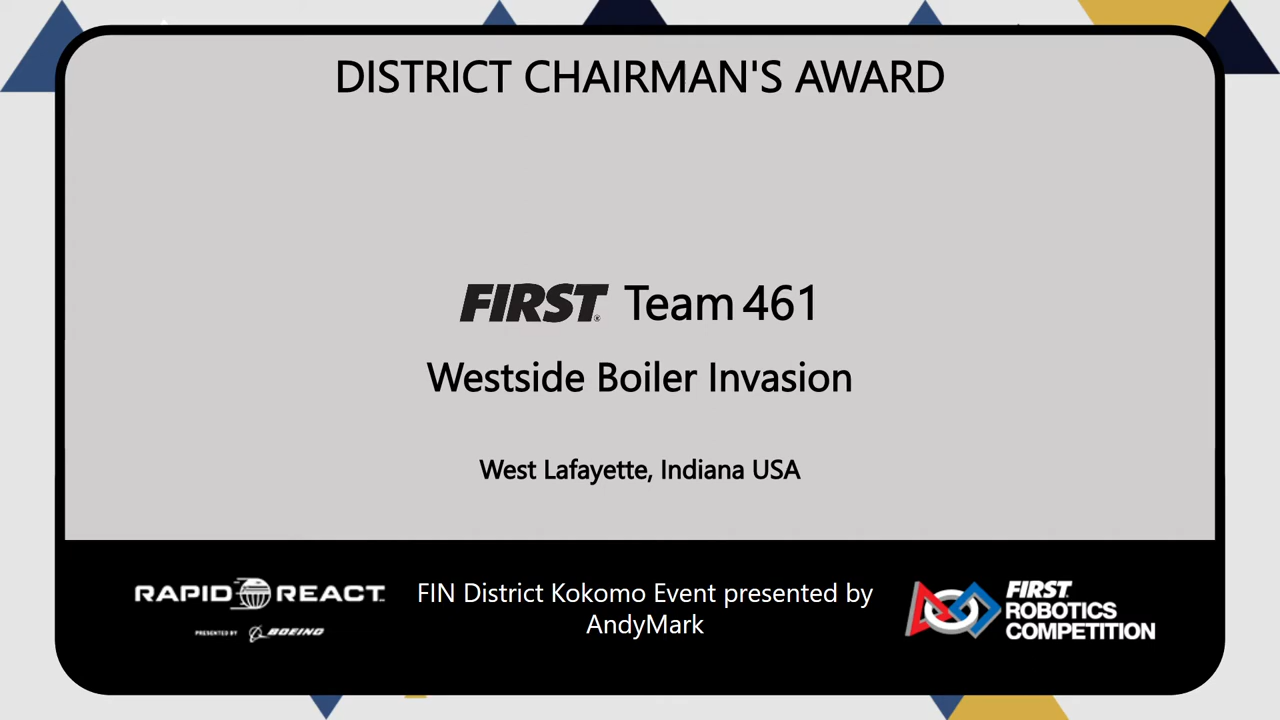 DISTRICT CHAIRMAN'S AWARD
FIRST® Team 461
Westside Boiler Invasion
West Lafayette, Indiana USA
RAPID REACT
PRESENTED BY BOEING
FIN District Kokomo Event presented by
AndyMark
FIRST
ROBOTICS
COMPETITION